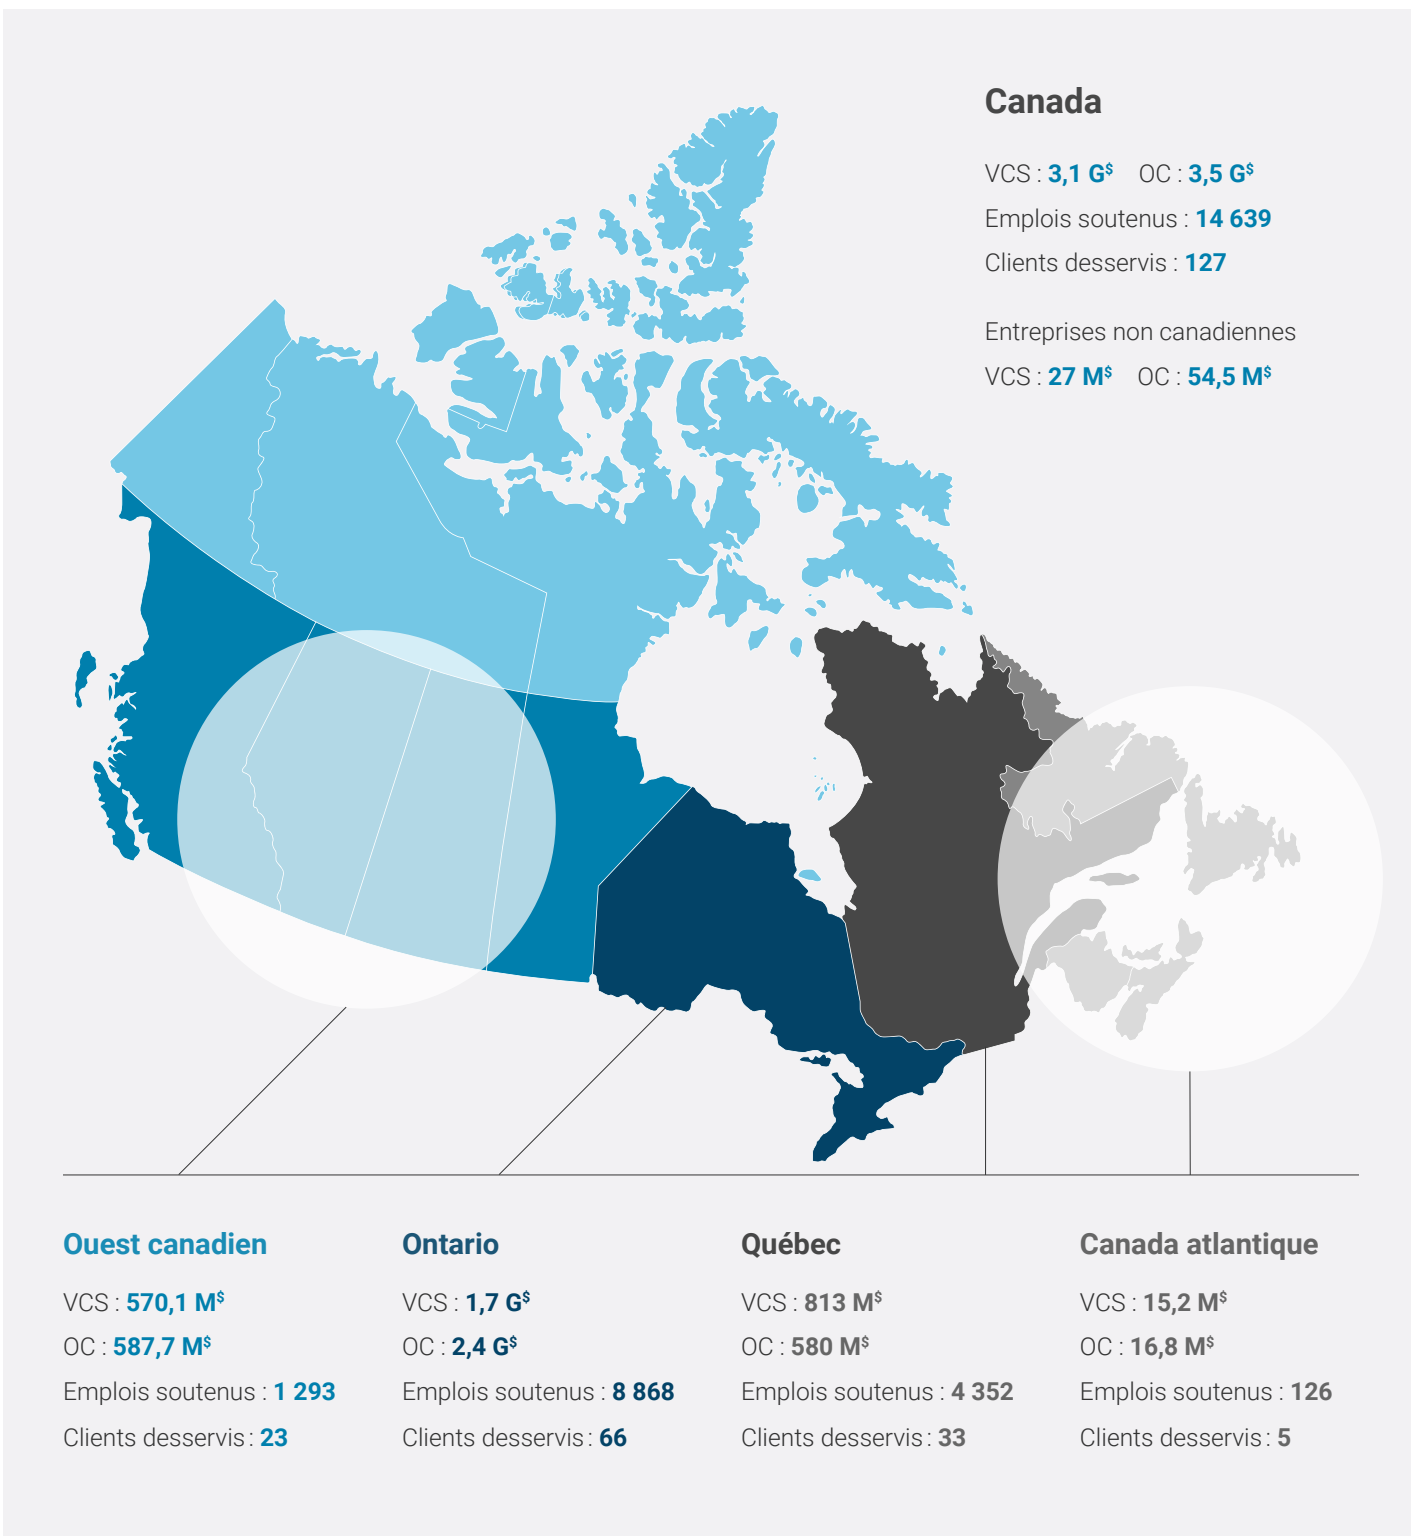 Canada
VCS : 3,1 G$ OC : 3,5 G$
Emplois soutenus : 14 639
Clients desservis : 127
Entreprises non canadiennes
VCS : 27 M$ OC : 54,5 M$
Ouest canadien
VCS : 570,1 M$
OC : 587,7 M$
Emplois soutenus : 1 293
Clients desservis : 23
Ontario
VCS : 1,7 G$
OC : 2,4 G$
Emplois soutenus : 8 868
Clients desservis : 66
Québec
VCS : 813 M$
OC : 580 M$
Emplois soutenus : 4 352
Clients desservis : 33
Canada atlantique
VCS : 15,2 M$
OC : 16,8 M$
Emplois soutenus : 126
Clients desservis : 5